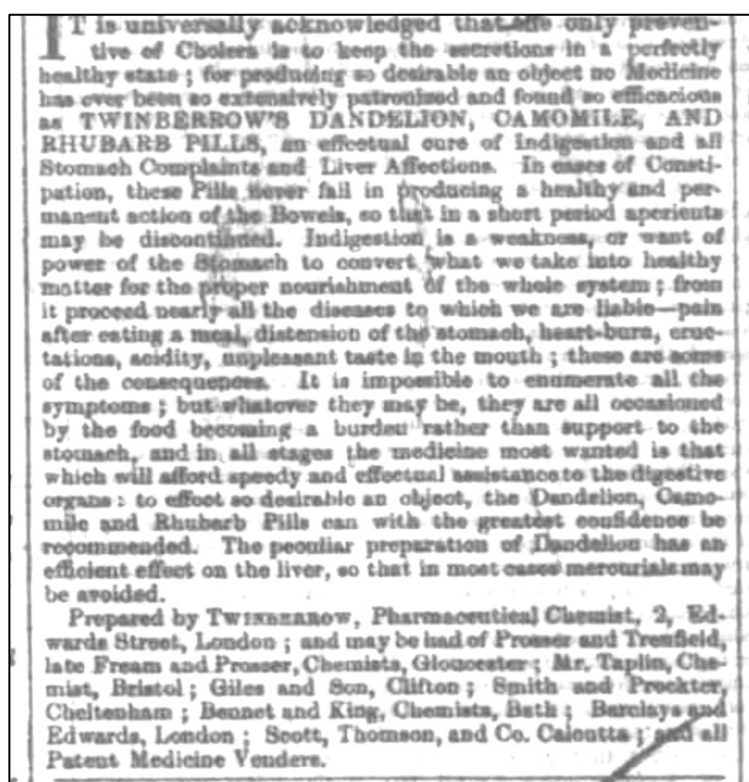 IT is universally acknowledged that the only preven-
tive of Cholera is to keep the secretions in a perfectly
healthy state ; for producing so desirable an object no Medicine
has ever been so extensively patronised and found so efficacious
as TWINBERROW'S DANDELION, CAMOMILE, AND
RHUBARB PILLS, an effectual cure of Indigestion and all
Stomach Complaints and Liver Affections. In cases of Consti-
pation, these Pills never fail in producing a healthy and per-
manent action of the Bowels, so that in a short period aperients
may be discontinued. Indigestion is a weakness, or want of
power of the Stomach to convert what we take into healthy
matter for the proper nourishment of the whole system ; from
it proceed nearly all the diseases to which we are liable—pain
after eating a meal, distension of the stomach, heart-burn, eruc-
tations, acidity, unpleasant taste in the mouth ; these are some
of the consequences. It is impossible to enumerate all the
symptoms ; but whatever they may be, they are all occasioned
by the food becoming a burden rather than support to the
stomach, and in all stages the medicine most wanted is that
which will afford speedy and effectual assistance to the digestive
organs : to effect so desirable an object, the Dandelion, Camo-
mile and Rhubarb Pills can with the greatest confidence be
recommended. The peculiar preparation of Dandelion has an
efficient effect on the liver, so that in most cases mercurials may
be avoided.
Prepared by TWINBERROW, Pharmaceutical Chemist, 2, Ed-
wards Street, London ; and may be had of Prosser and Trenfield,
late Fream and Prosser, Chemists, Gloucester ; Mr. Taplin, Che-
mist, Bristol ; Giles and Son, Clifton ; Smith and Prockter,
Cheltenham ; Bennet and King, Chemists, Bath ; Barclays and
Edwards, London ; Scott, Thomson, and Co. Calcutta ; and all
Patent Medicine Venders.